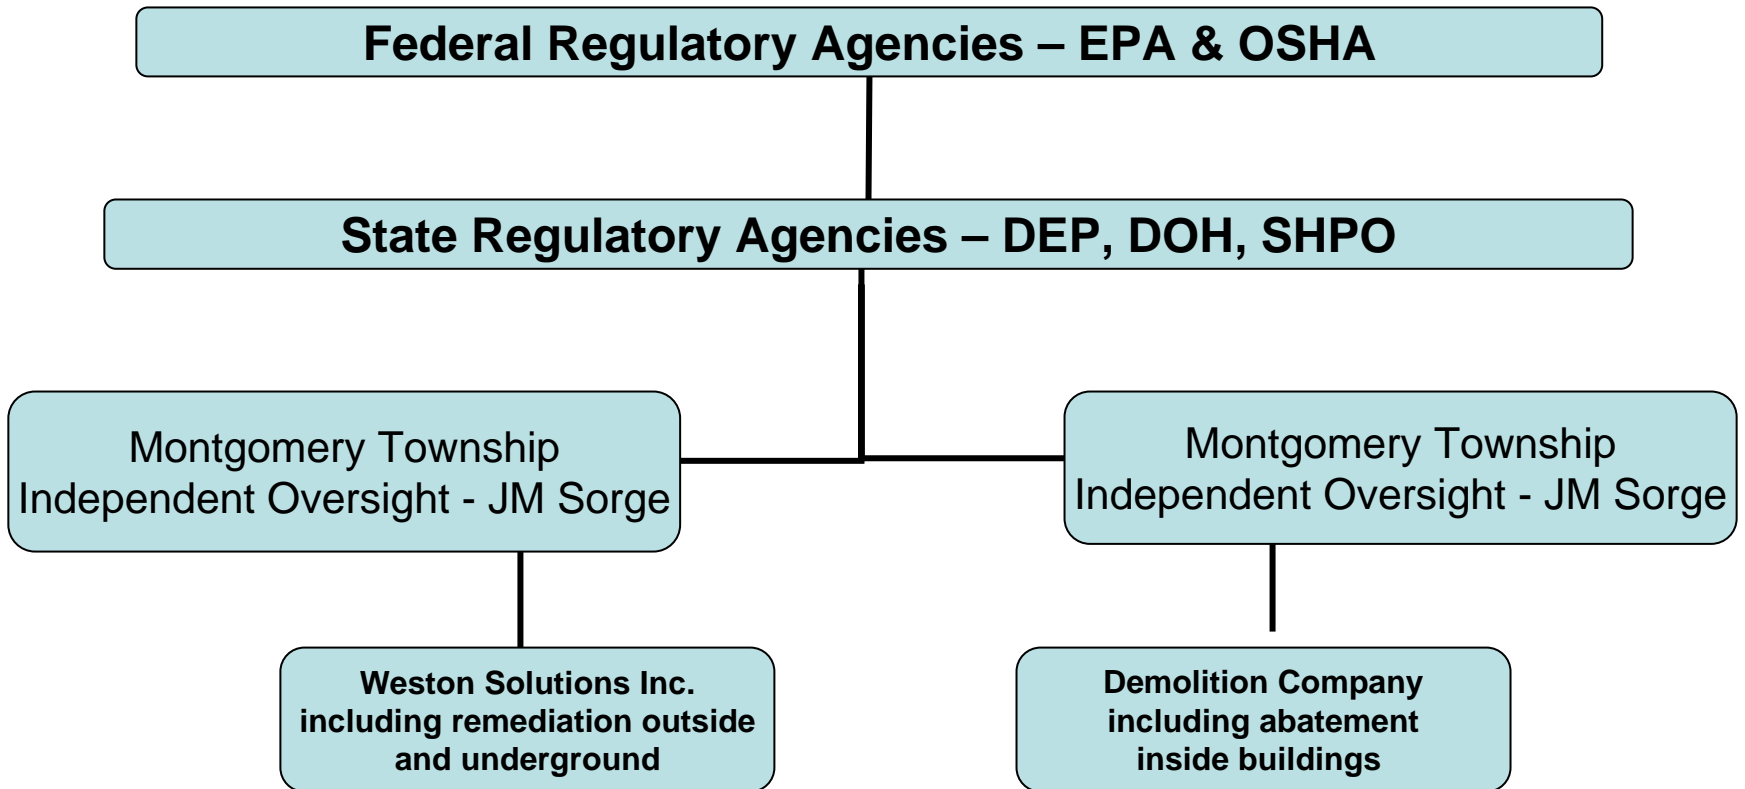 Federal Regulatory Agencies – EPA & OSHA
State Regulatory Agencies – DEP, DOH, SHPO
Montgomery Township
Independent Oversight - JM Sorge
Montgomery Township
Independent Oversight - JM Sorge
Weston Solutions Inc.
including remediation outside
and underground
Demolition Company
including abatement
inside buildings